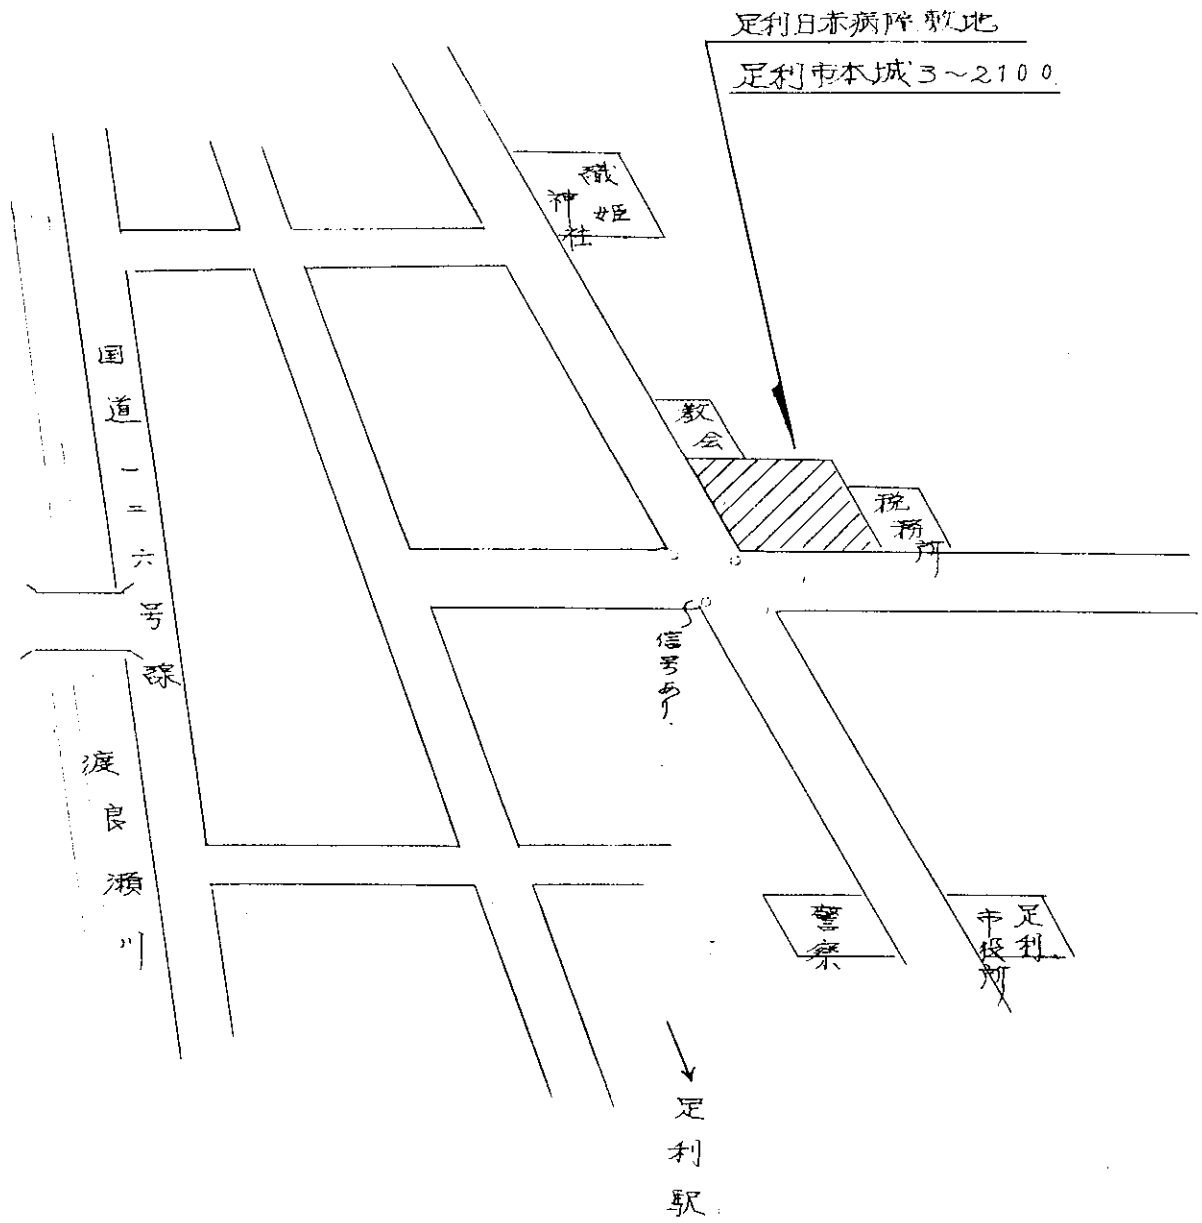 足利日赤病院敷地
足利市本城3〜2100
織姫
神社
教会
税務所
国道一二六号線
信号あり
渡良瀬川
警察
足利
市役所
足利駅